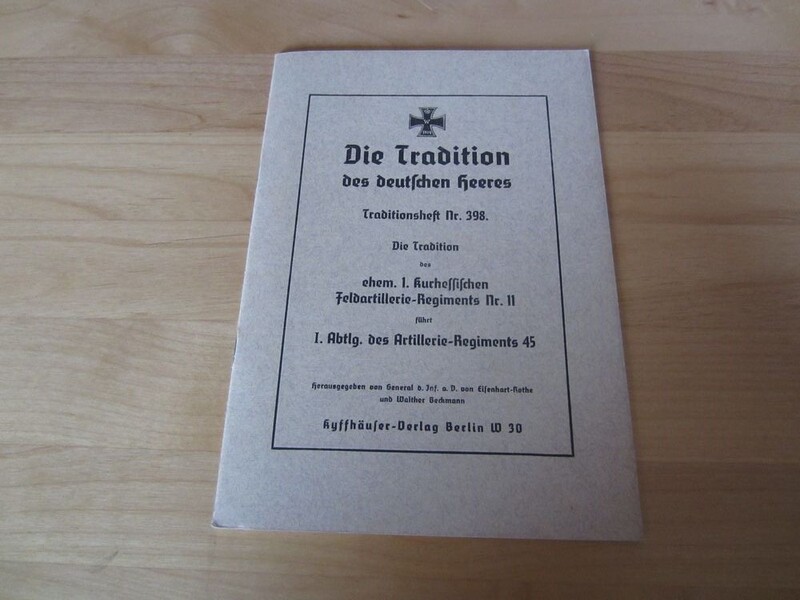 W
1914
Die Tradition
des deutſchen Heeres
Traditionsheft Nr. 398.
Die Tradition
des
ehem. 1. Kurheſſiſchen
Feldartillerie-Regiments Nr. 11
führt
I. Abtlg. des Artillerie-Regiments 45
Herausgegeben von General d. Inf. a. D. von Eiſenhart-Rothe
und Walther Beckmann
Kyffhäuſer-Verlag Berlin W 30